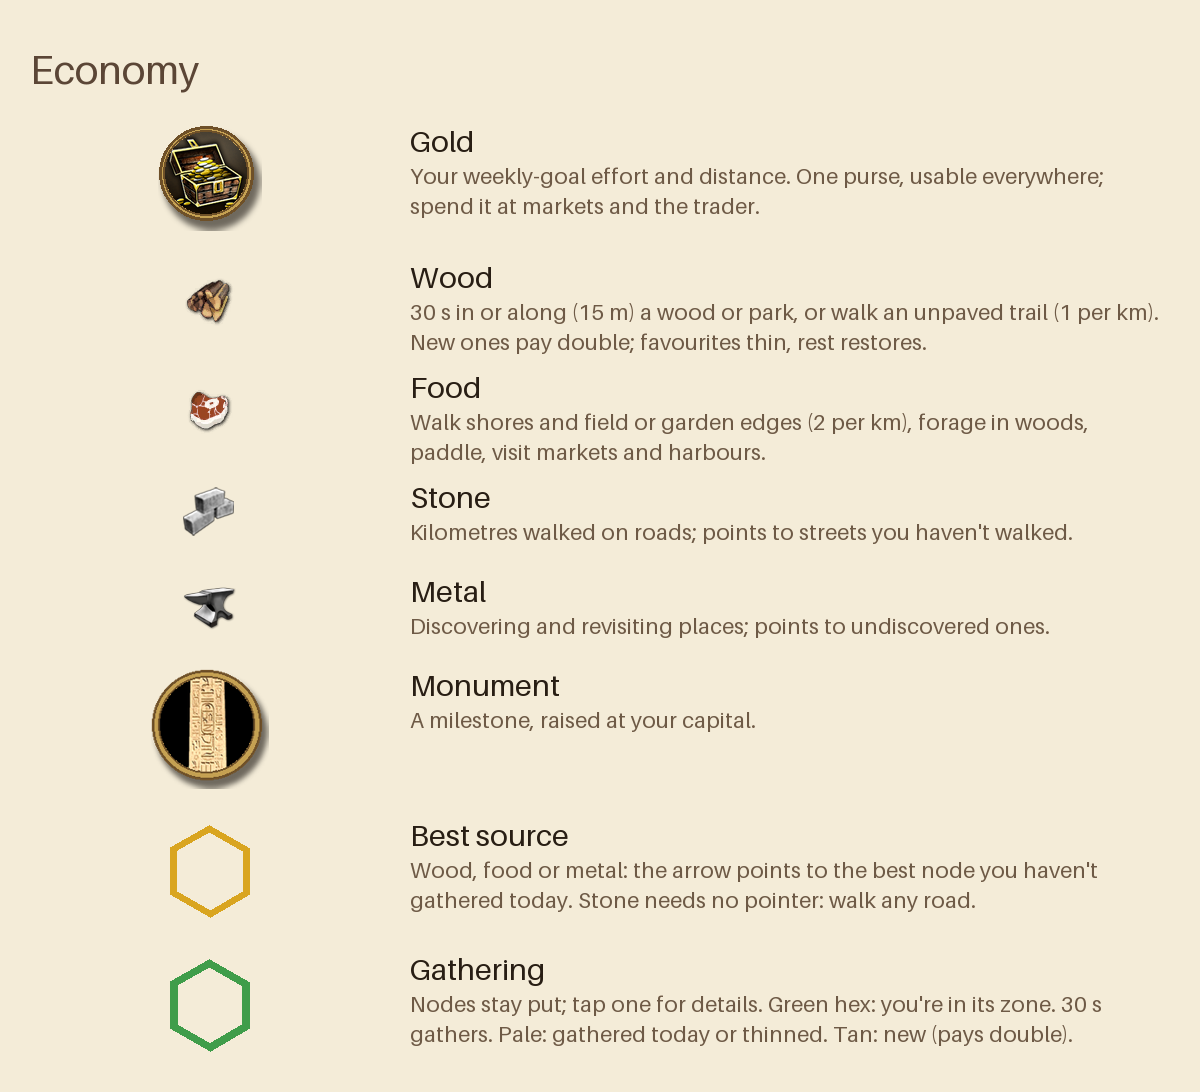 Economy
Gold
Your weekly-goal effort and distance. One purse, usable everywhere;
spend it at markets and the trader.
Wood
30 s in or along (15 m) a wood or park, or walk an unpaved trail (1 per km).
New ones pay double; favourites thin, rest restores.
Food
Walk shores and field or garden edges (2 per km), forage in woods,
paddle, visit markets and harbours.
Stone
Kilometres walked on roads; points to streets you haven't walked.
Metal
Discovering and revisiting places; points to undiscovered ones.
Monument
A milestone, raised at your capital.
Best source
Wood, food or metal: the arrow points to the best node you haven't
gathered today. Stone needs no pointer: walk any road.
Gathering
Nodes stay put; tap one for details. Green hex: you're in its zone. 30 s
gathers. Pale: gathered today or thinned. Tan: new (pays double).